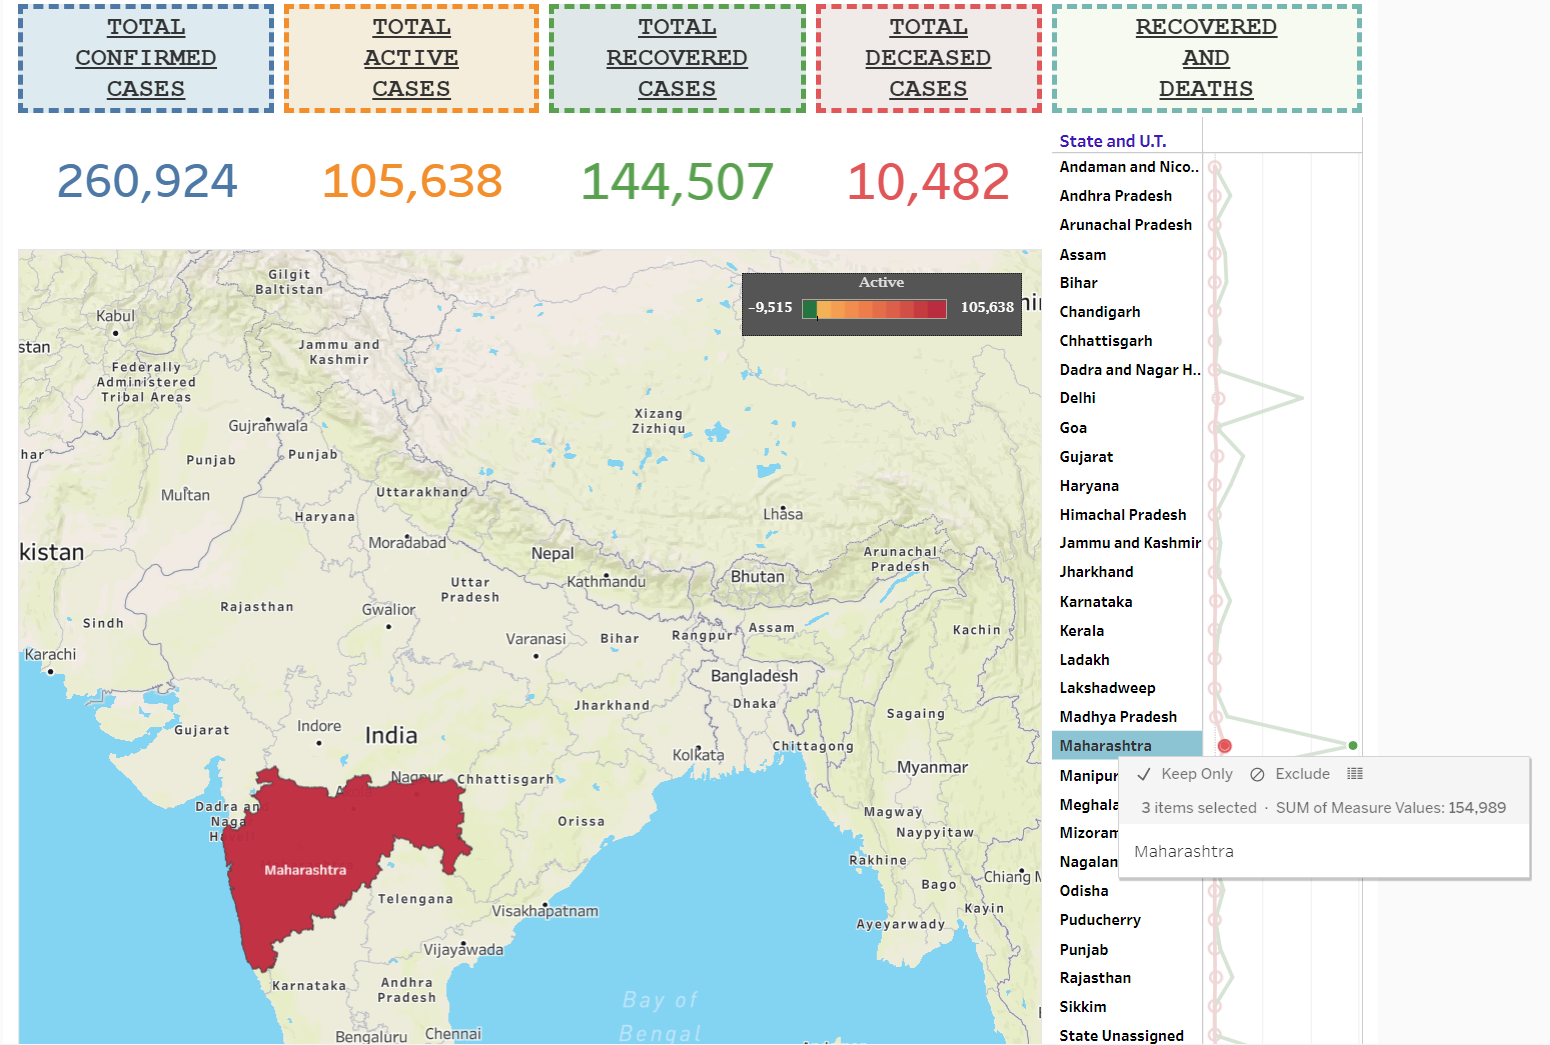 TOTAL
CONFIRMED
CASES
TOTAL
ACTIVE
CASES
TOTAL
RECOVERED
CASES
TOTAL
DECEASED
CASES
RECOVERED
AND
DEATHS
260,924
105,638
144,507
10,482
Active
-9,515
105,638
Gilgit
Baltistan
Kabul
stan
Jammu and
Kashmir
Federally
Administered
Tribal Areas
Gujranwala
Xizang
Zizhiqu
har
Punjab
Punjab
Multan
Uttarakhand
Haryana
Lhasa
Moradabad
kistan
Nepal
Arunachal
Pradesh
Kathmandu
Bhutan
Uttar
Pradesh
Rajasthan
Gwalior
Sindh
Varanasi
Bihar
Rangpur
Assam
Kachin
Karachi
Bangladesh
Jharkhand
Dhaka
Sagaing
Gujarat
Indore
India
Kolkata
Chittagong
Myanmar
Nagpur
Chhattisgarh
Akola
Dadra and
Nagar
Haveli
Orissa
Magway
Naypyitaw
Maharashtra
Rakhine
Chiang M
Telengana
Bago
Visakhapatnam
Kayin
Ayeyarwady
Vijayawada
Karnataka
Andhra
Pradesh
Bay of
Bengal
Bengaluru
Chennai
State and U.T.
Andaman and Nico..
Andhra Pradesh
Arunachal Pradesh
Assam
Bihar
Chandigarh
Chhattisgarh
Dadra and Nagar H..
Delhi
Goa
Gujarat
Haryana
Himachal Pradesh
Jammu and Kashmir
Jharkhand
Karnataka
Kerala
Ladakh
Lakshadweep
Madhya Pradesh
Maharashtra
Manipur
Meghala
Mizoram
Nagalan
Odisha
Puducherry
Punjab
Rajasthan
Sikkim
State Unassigned
Keep Only Exclude
3 items selected · SUM of Measure Values: 154,989
Maharashtra